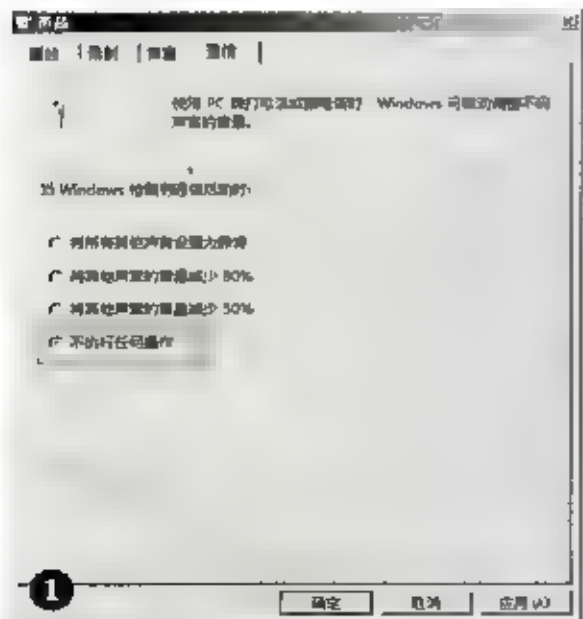 声音
播放 录制 声音 通信
使用 PC 拨打电话或接电话时 Windows 可自动调整不同
声音的音量。
当 Windows 检测到通信活动时:
将所有其他声音设置为静音
将其他声音的音量减少 80%
将其他声音的音量减少 50%
不执行任何操作
1
确定 取消 应用(A)